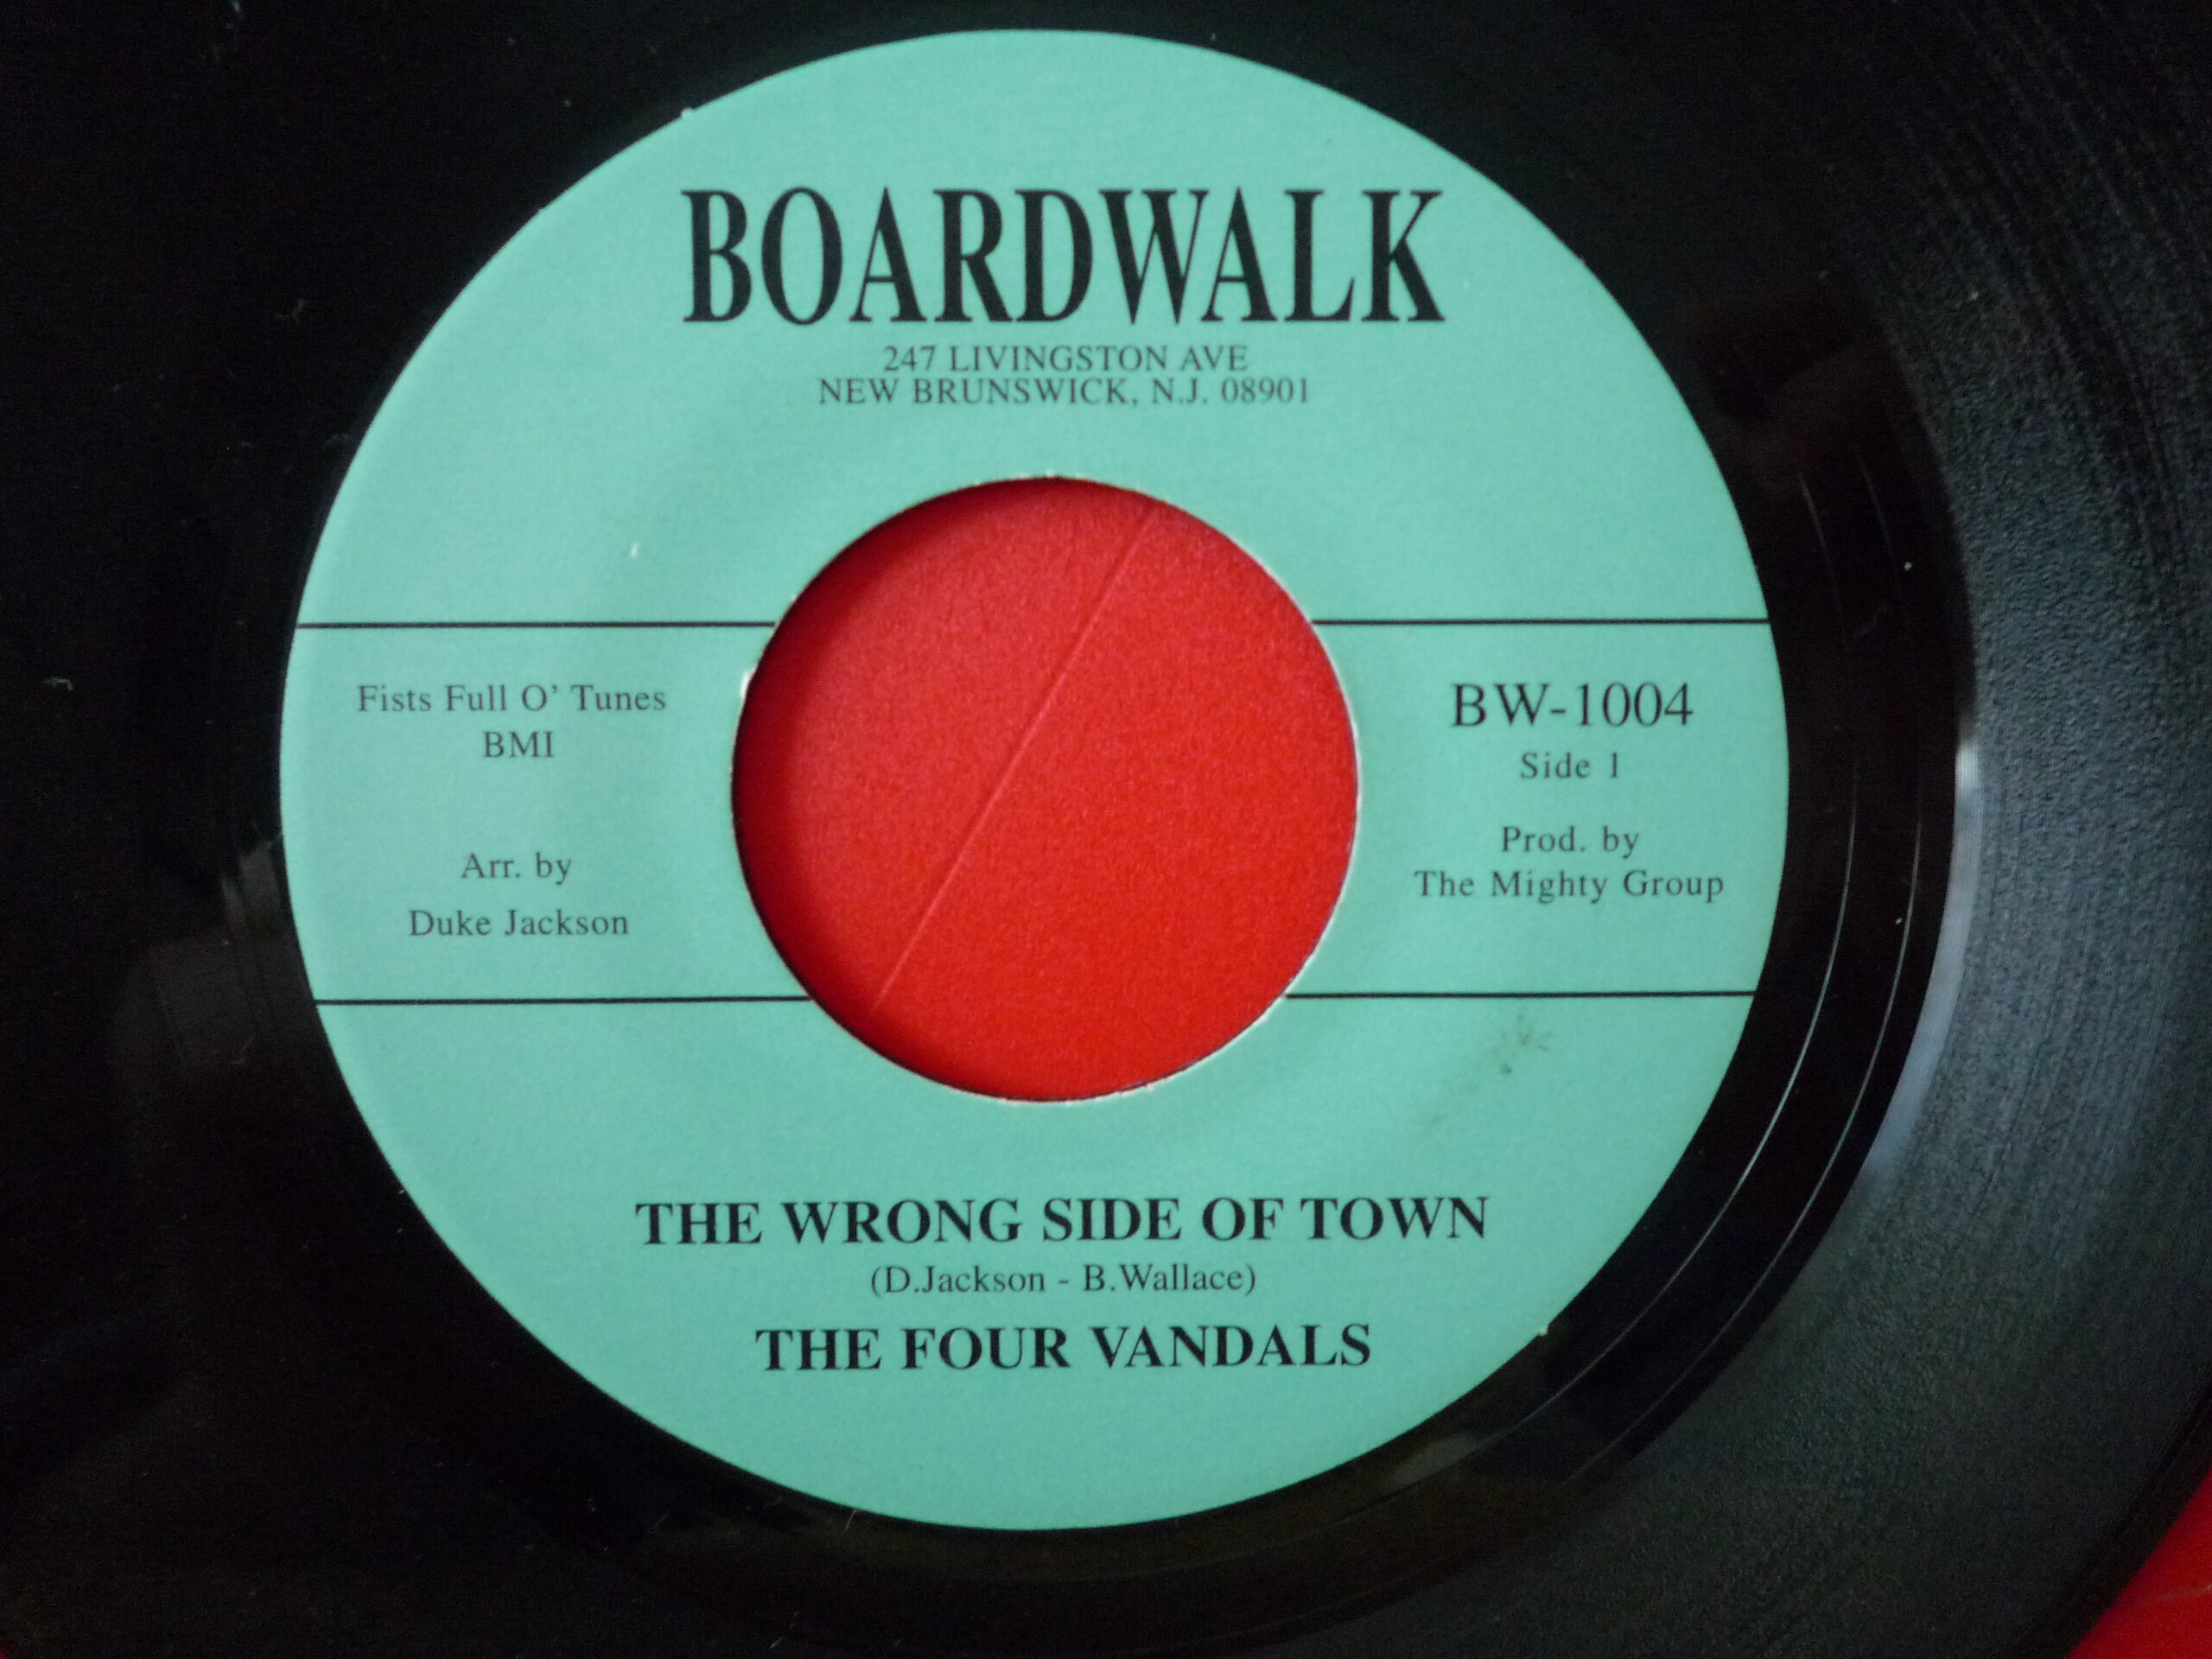 BOARDWALK
247 LIVINGSTON AVE
NEW BRUNSWICK, N.J. 08901
Fists Full O' Tunes
BMI
Arr. by
Duke Jackson
BW-1004
Side 1
Prod. by
The Mighty Group
THE WRONG SIDE OF TOWN
(D.Jackson - B.Wallace)
THE FOUR VANDALS